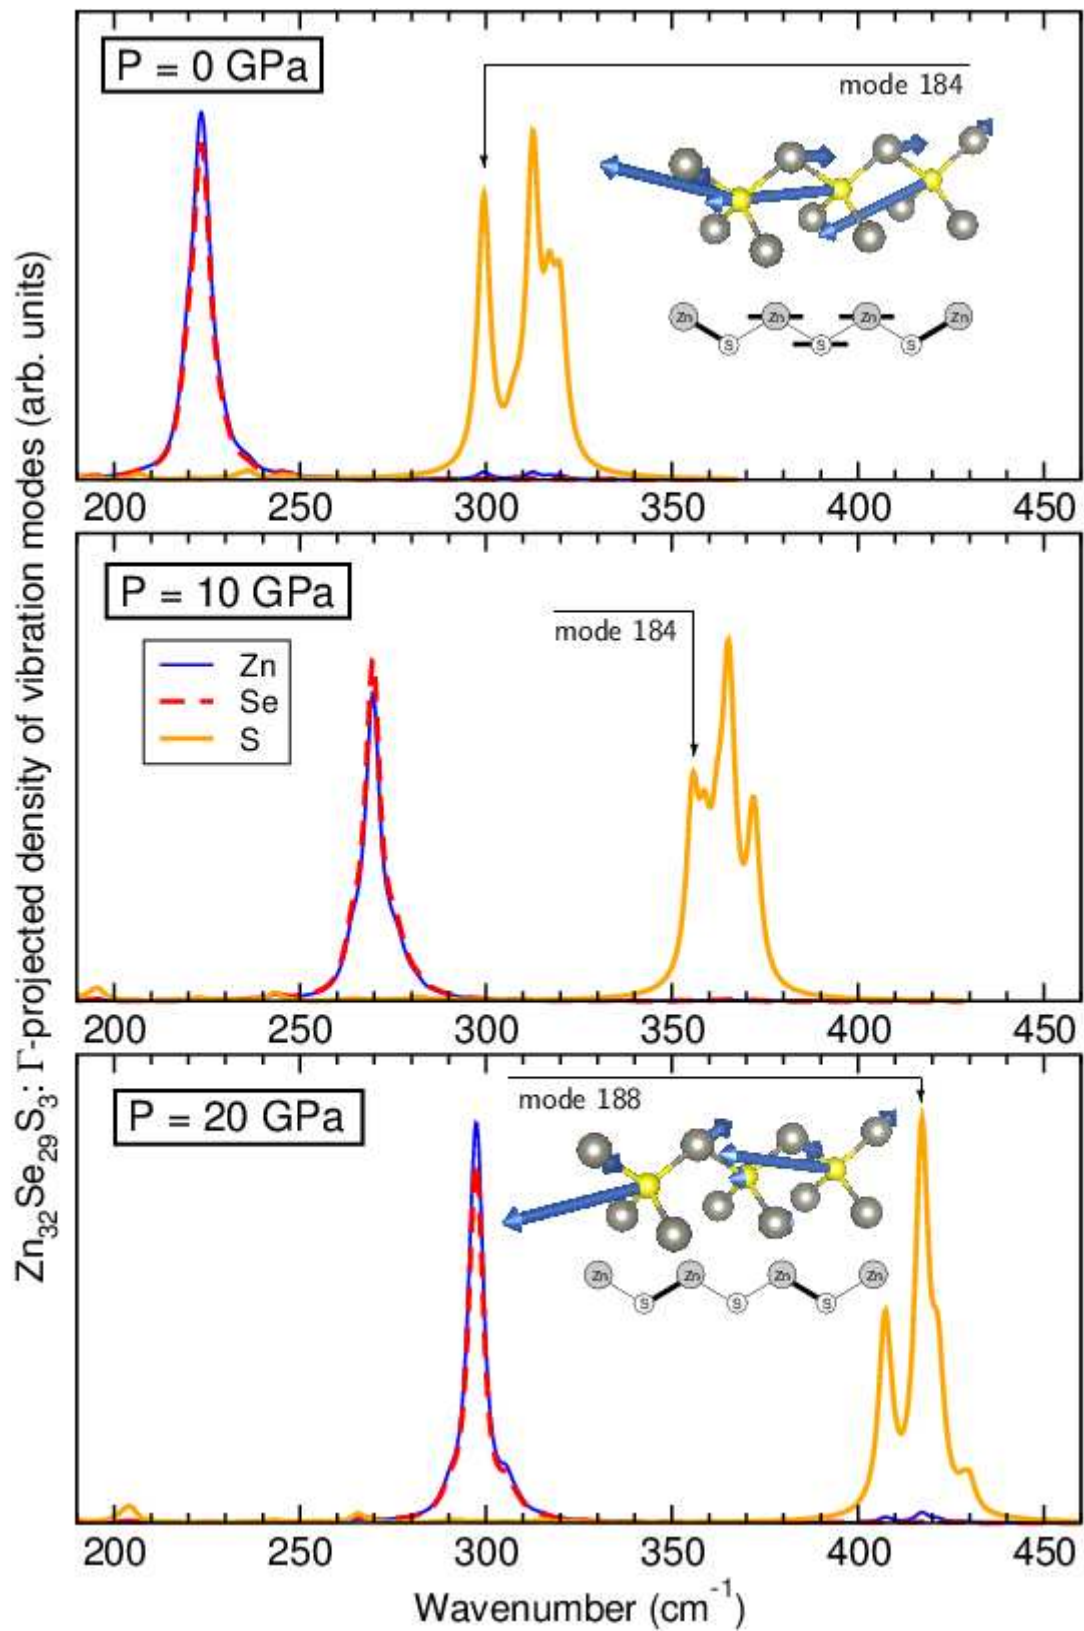 Zn32Se29S3: Γ-projected density of vibration modes (arb. units)
P = 0 GPa
mode 184
Zn Zn Zn Zn
S S S
200 250 300 350 400 450
P = 10 GPa
mode 184
Zn
Se
S
200 250 300 350 400 450
P = 20 GPa
mode 188
Zn Zn Zn Zn
S S S
200 250 300 350 400 450
Wavenumber (cm-1)